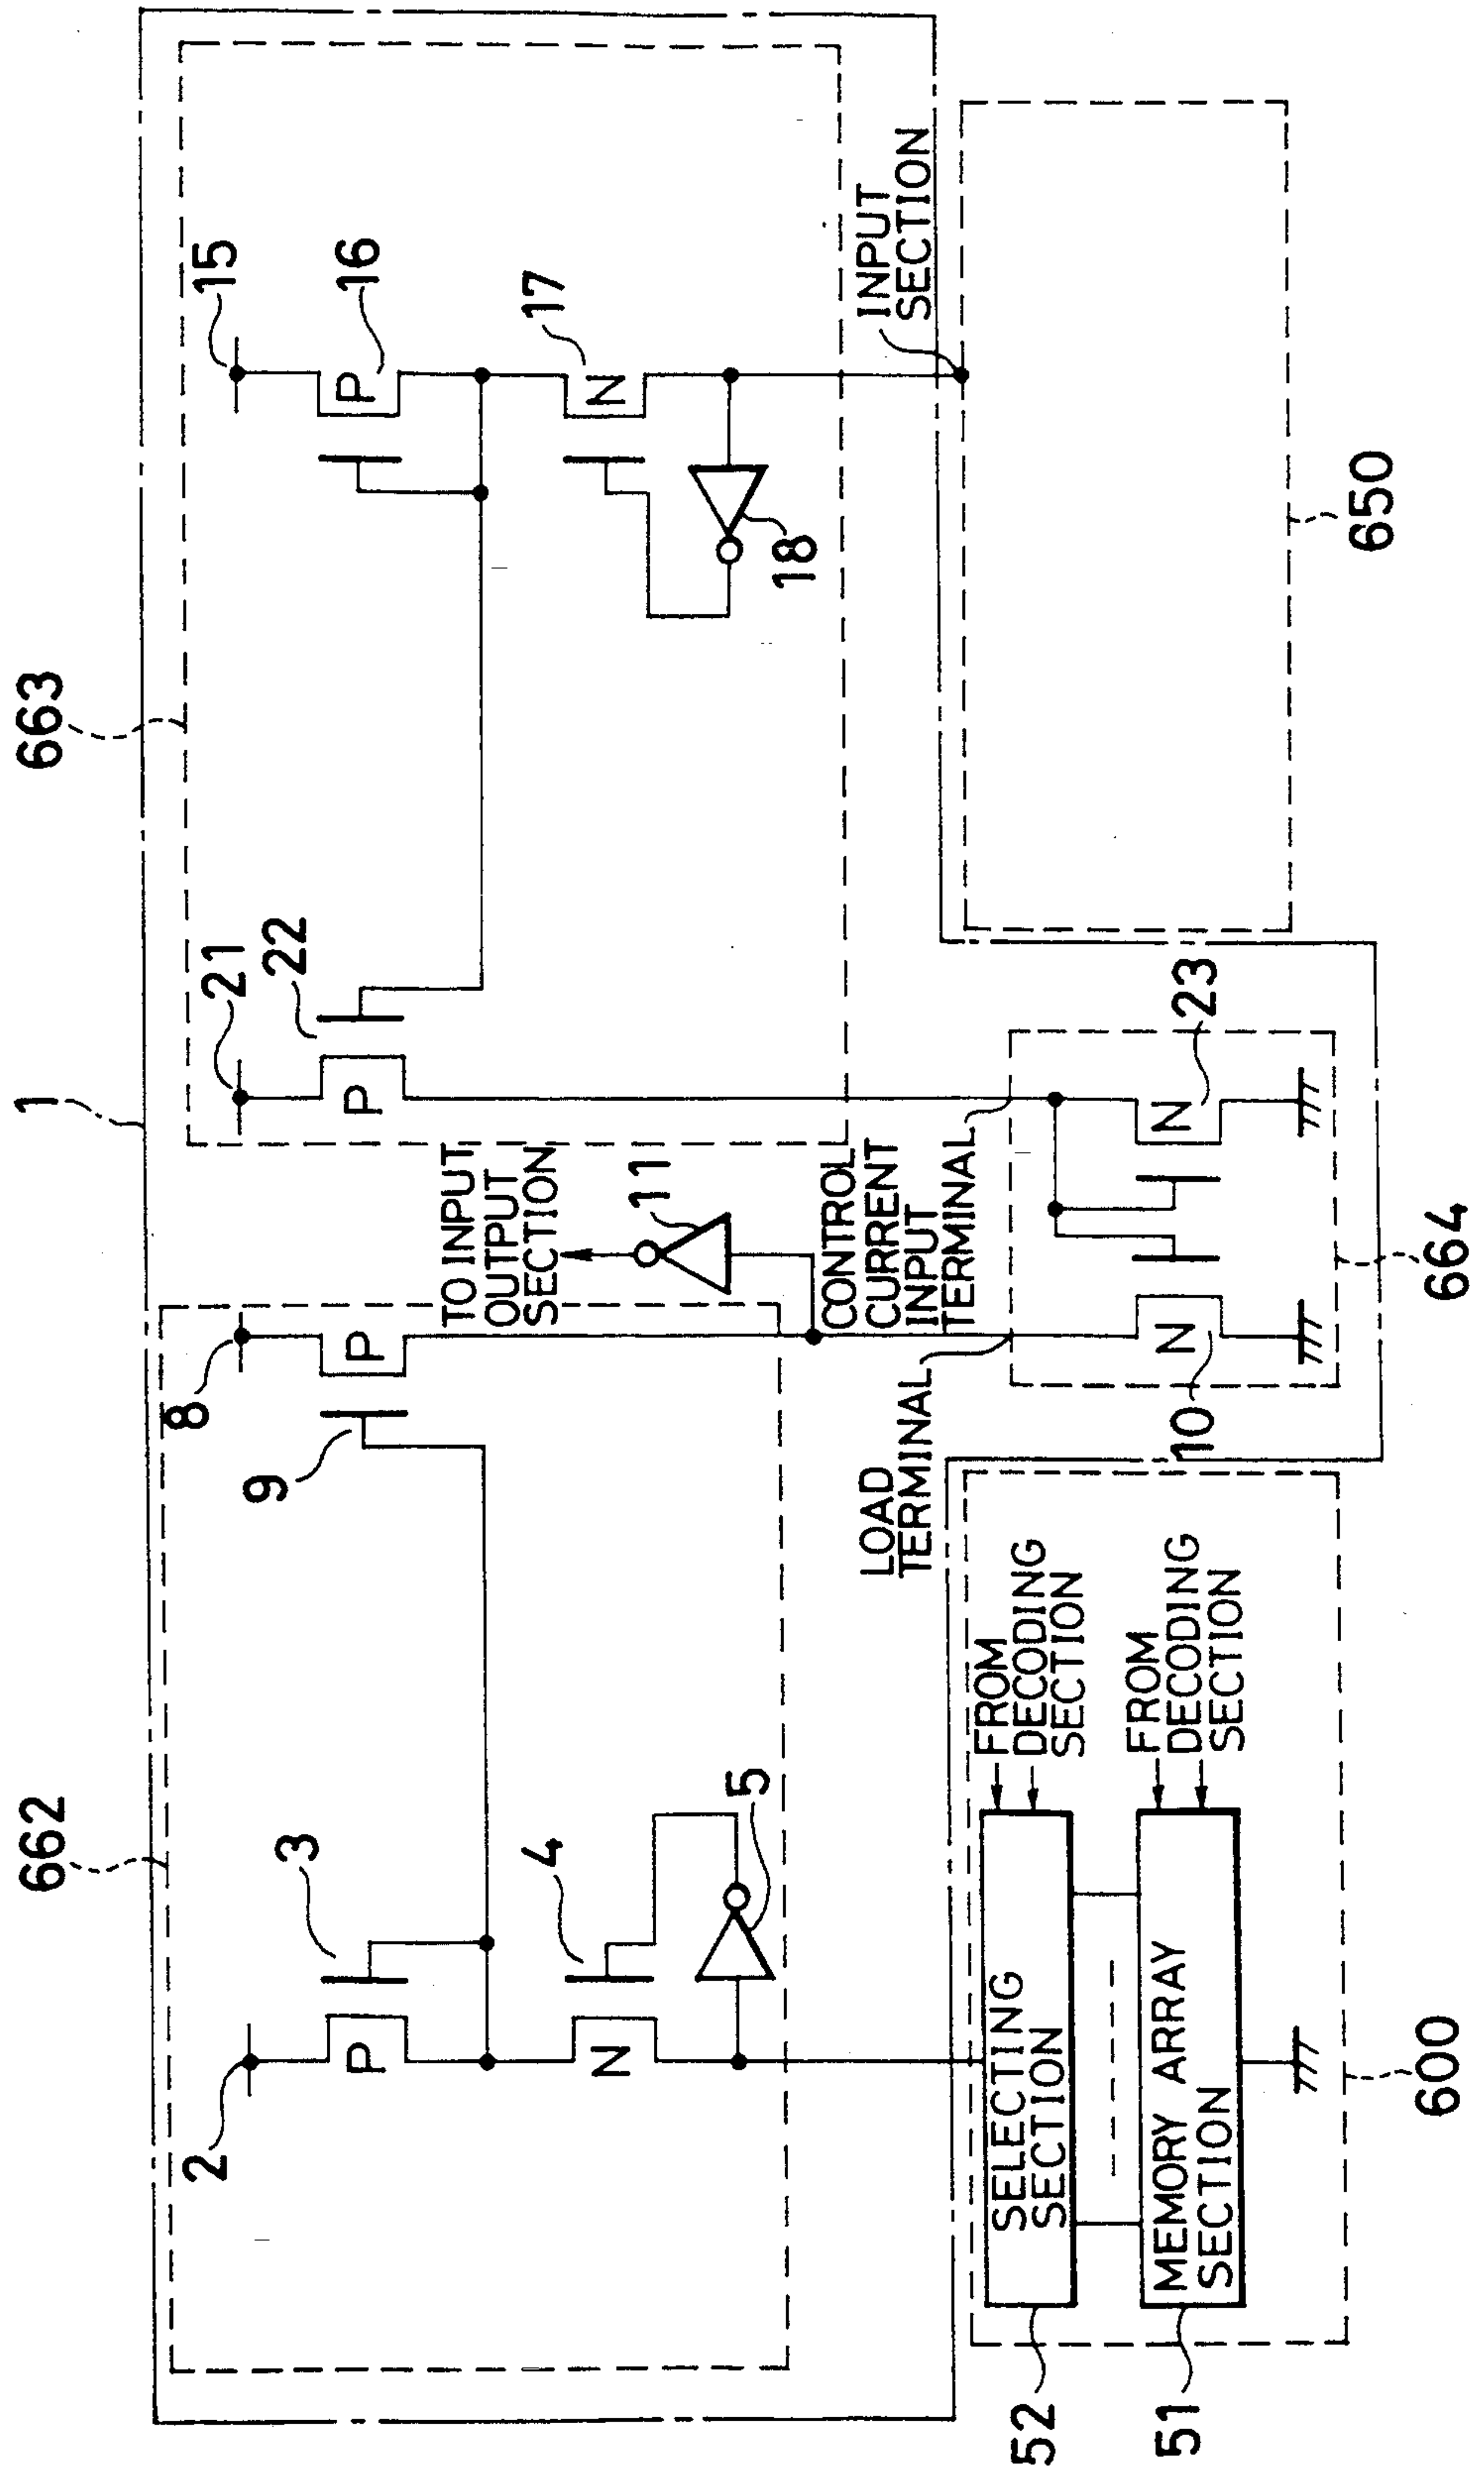 662
1
663
2
8
21
15
3
9
22
16
P
P
P
P
4
TO INPUT
OUTPUT
SECTION
17
N
N
5
11
18
LOAD
TERMINAL
CONTROL
CURRENT
INPUT
TERMINAL
INPUT
SECTION
52
SELECTING
SECTION
FROM
DECODING
SECTION
51
MEMORY ARRAY
SECTION
FROM
DECODING
SECTION
N
N
10
23
600
664
650